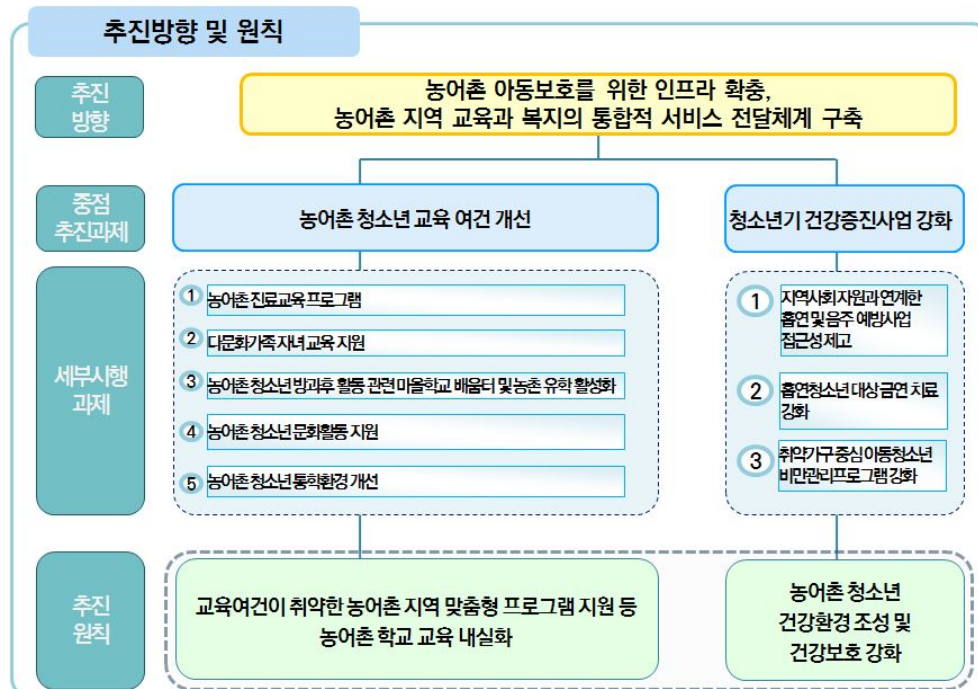 추진방향 및 원칙
추진
방향
농어촌 아동보호를 위한 인프라 확충,
농어촌 지역 교육과 복지의 통합적 서비스 전달체계 구축
중점
추진과제
농어촌 청소년 교육 여건 개선
청소년기 건강증진사업 강화
세부시행
과제
1 농어촌 진료교육 프로그램
2 다문화가족 자녀 교육 지원
3 농어촌 청소년 방과후 활동 관련 마을학교 배움터 및 농촌 유학 활성화
4 농어촌 청소년 문화활동 지원
5 농어촌 청소년 통학환경 개선
1 지역사회 자원과 연계한
흡연 및 음주 예방사업
접근성 제고
2 흡연청소년 대상 금연 치료
강화
3 취약가구 중심 아동청소년
비만관리프로그램 강화
추진
원칙
교육여건이 취약한 농어촌 지역 맞춤형 프로그램 지원 등
농어촌 학교 교육 내실화
농어촌 청소년
건강환경 조성 및
건강보호 강화